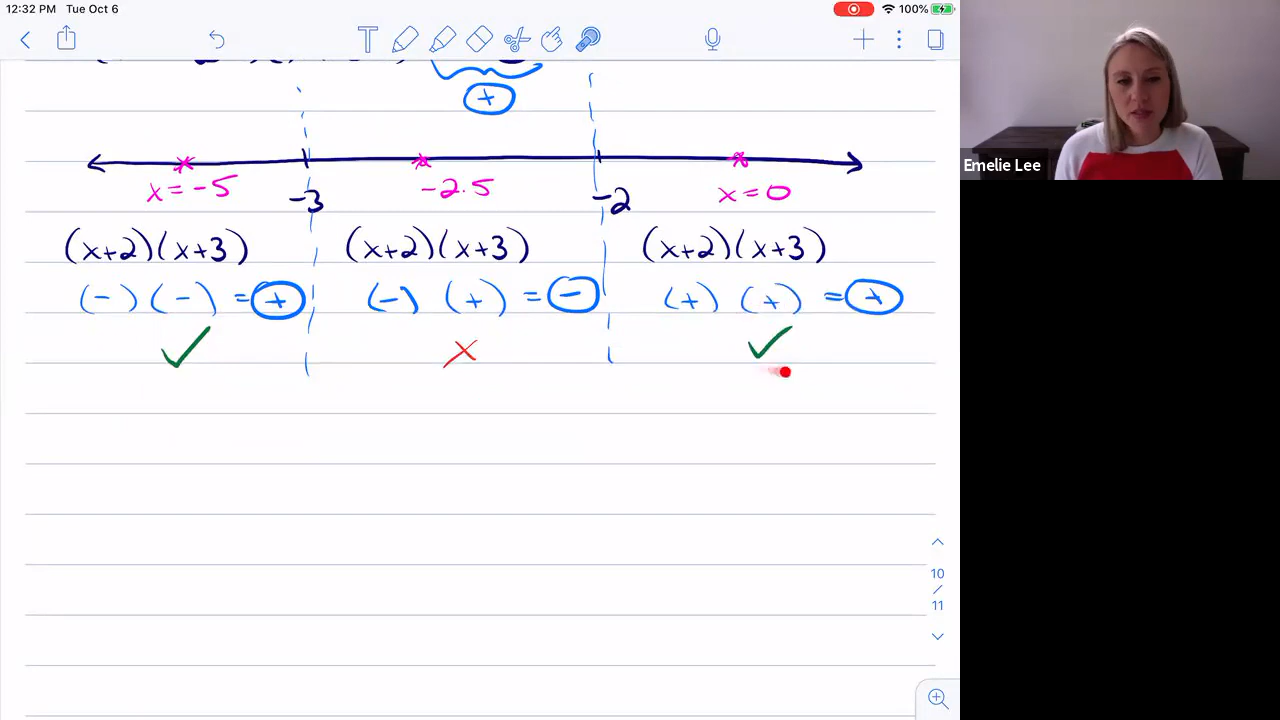 12:32 PM Tue Oct 6
100%
Emelie Lee
+
x = -5
-3
-2.5
-2
x = 0
(x+2)(x+3) (x+2)(x+3) (x+2)(x+3)
(-) (-) = + (-) (+) = - (+) (+) = +
10
/
11